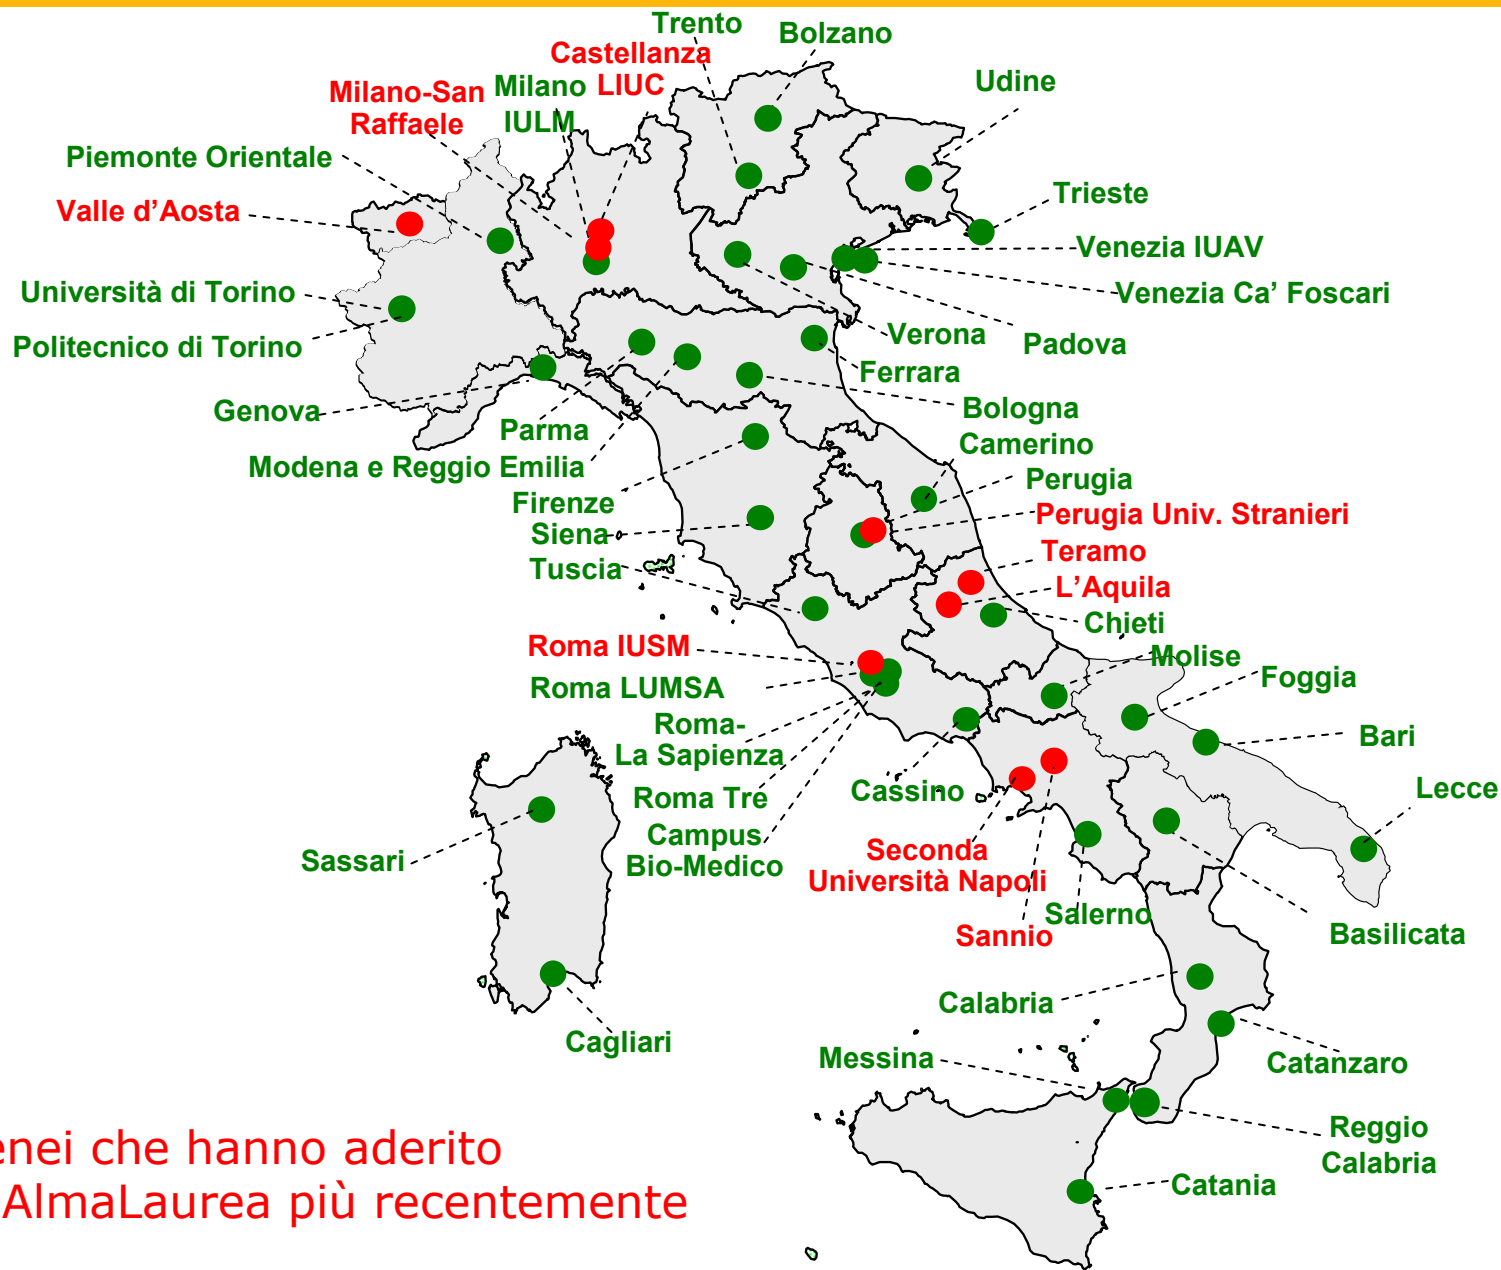 Trento
Bolzano
Castellanza
LIUC
Udine
Milano-San
Raffaele
Milano
IULM
Piemonte Orientale
Valle d’Aosta
Trieste
Venezia IUAV
Università di Torino
Venezia Ca’ Foscari
Politecnico di Torino
Verona
Padova
Ferrara
Genova
Bologna
Parma
Camerino
Modena e Reggio Emilia
Perugia
Firenze
Perugia Univ. Stranieri
Siena
Teramo
Tuscia
L’Aquila
Chieti
Roma IUSM
Molise
Roma LUMSA
Foggia
Roma-
La Sapienza
Bari
Roma Tre
Cassino
Lecce
Campus
Bio-Medico
Sassari
Seconda
Università Napoli
Salerno
Sannio
Basilicata
Calabria
Cagliari
Messina
Catanzaro
Reggio
Calabria
Catania
enei che hanno aderito
AlmaLaurea più recentemente